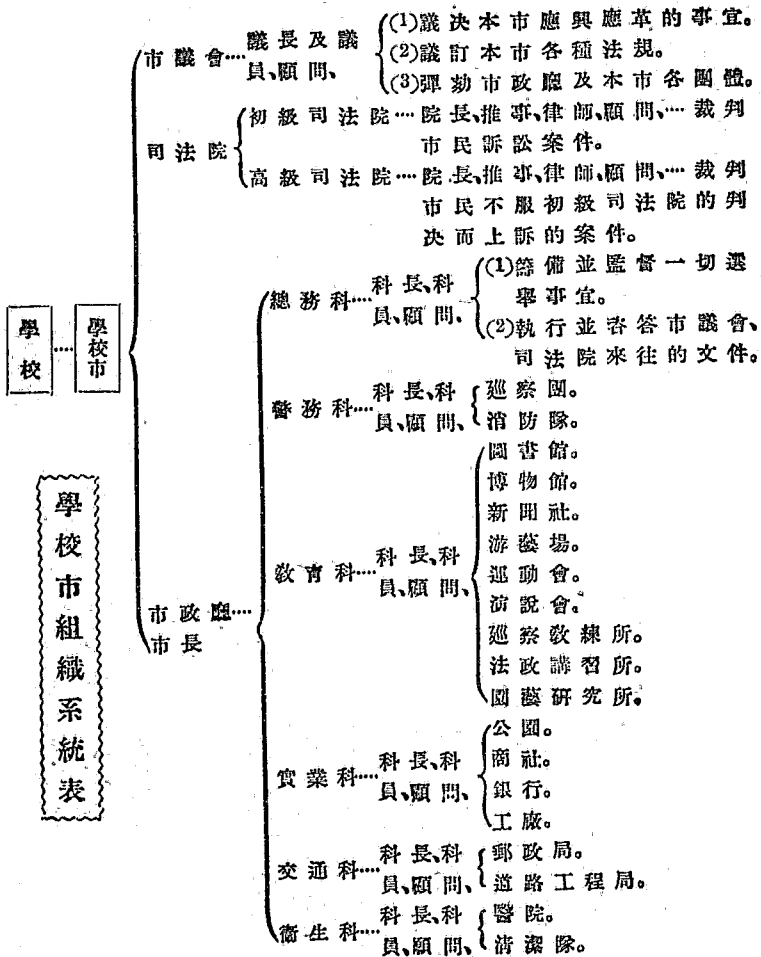 市議會····議長及議員、顧問、
(1)議決本市應興應革的事宜。
(2)議訂本市各種法規。
(3)彈劾市政廳及本市各團體。
司法院
初級司法院····院長、推事、律師、顧問、····裁判
市民訴訟案件。
高級司法院····院長、推事、律師、顧問、····裁判
市民不服初級司法院的判
決而上訴的案件。
學校····學校市
市政廳····
市長
總務科····科長、科員、顧問、
(1)籌備並監督一切選
舉事宜。
(2)執行並咨答市議會、
司法院來往的文件。
警務科····科長、科員、顧問、
巡察團。
消防隊。
教育科····科長、科員、顧問、
圖書館。
博物館。
新聞社。
游藝場。
運動會。
演說會。
巡察教練所。
法政講習所。
園藝研究所。
實業科····科長、科員、顧問、
公園。
商社。
銀行。
工廠。
交通科····科長、科員、顧問、
郵政局。
道路工程局。
衛生科····科長、科員、顧問、
醫院。
清潔隊。
學校市組織系統表